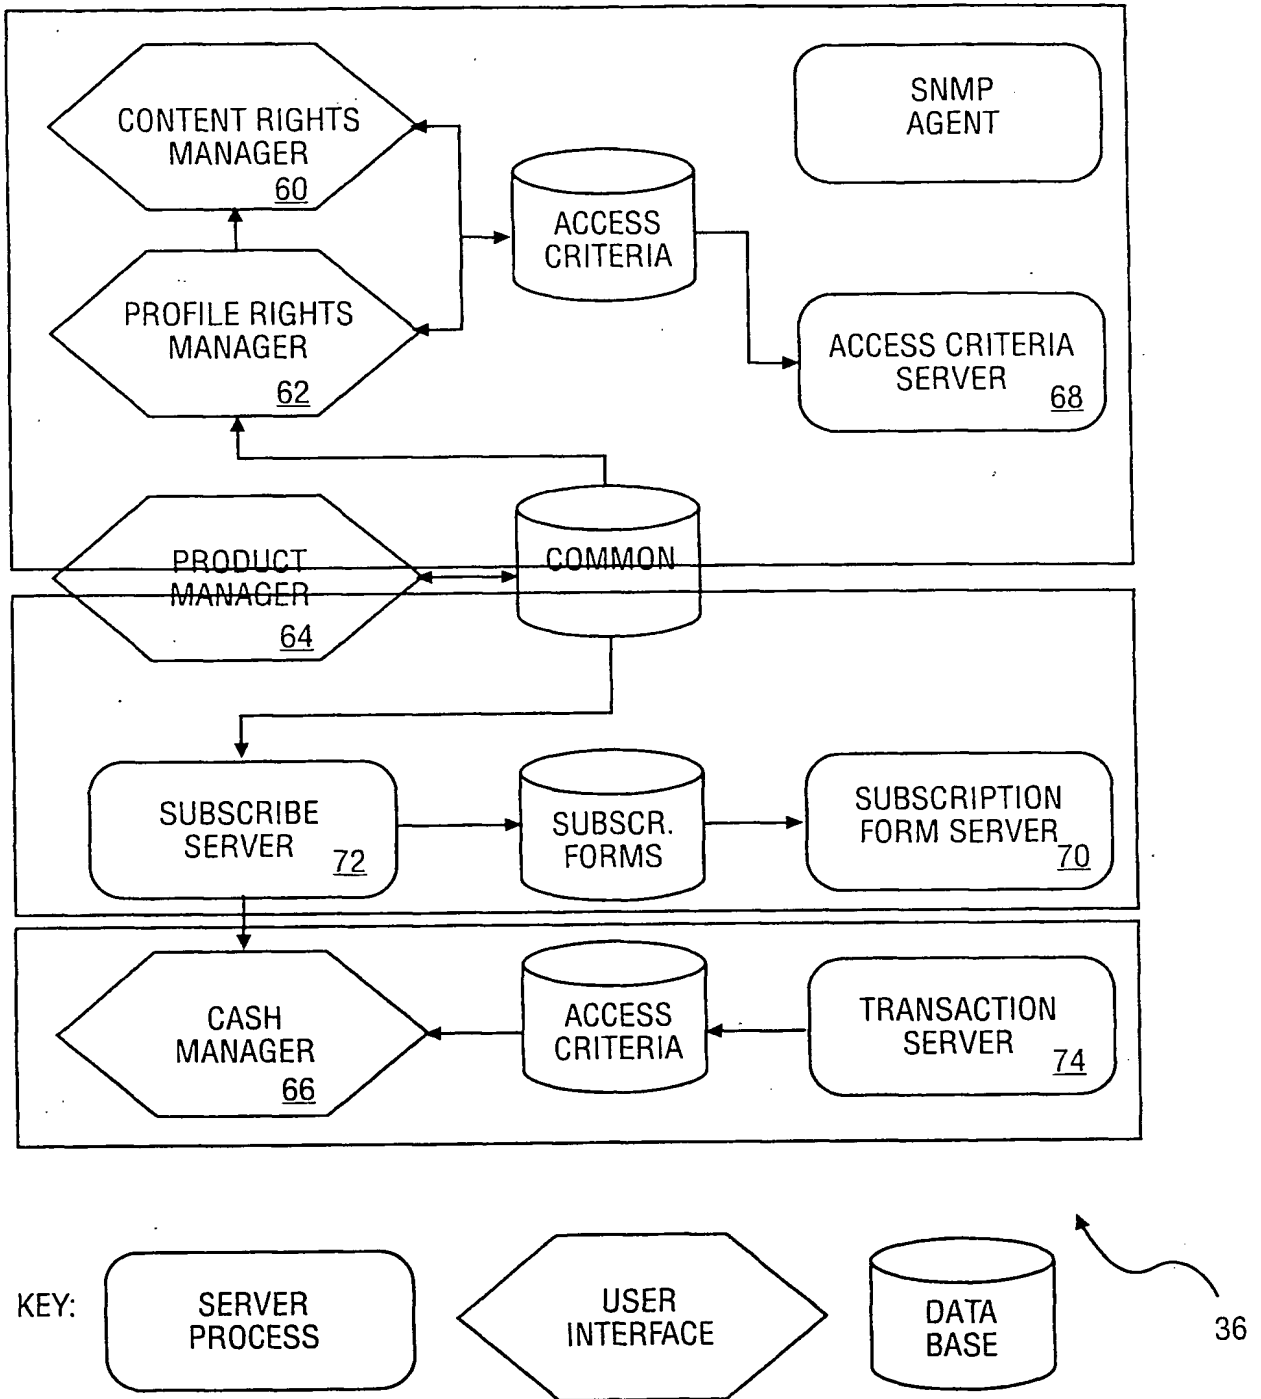 CONTENT RIGHTS
MANAGER
60
SNMP
AGENT
ACCESS
CRITERIA
PROFILE RIGHTS
MANAGER
62
ACCESS CRITERIA
SERVER
68
PRODUCT
MANAGER
64
COMMON
SUBSCRIBE
SERVER
72
SUBSCR.
FORMS
SUBSCRIPTION
FORM SERVER
70
CASH
MANAGER
66
ACCESS
CRITERIA
TRANSACTION
SERVER
74
KEY:
SERVER
PROCESS
USER
INTERFACE
DATA
BASE
36